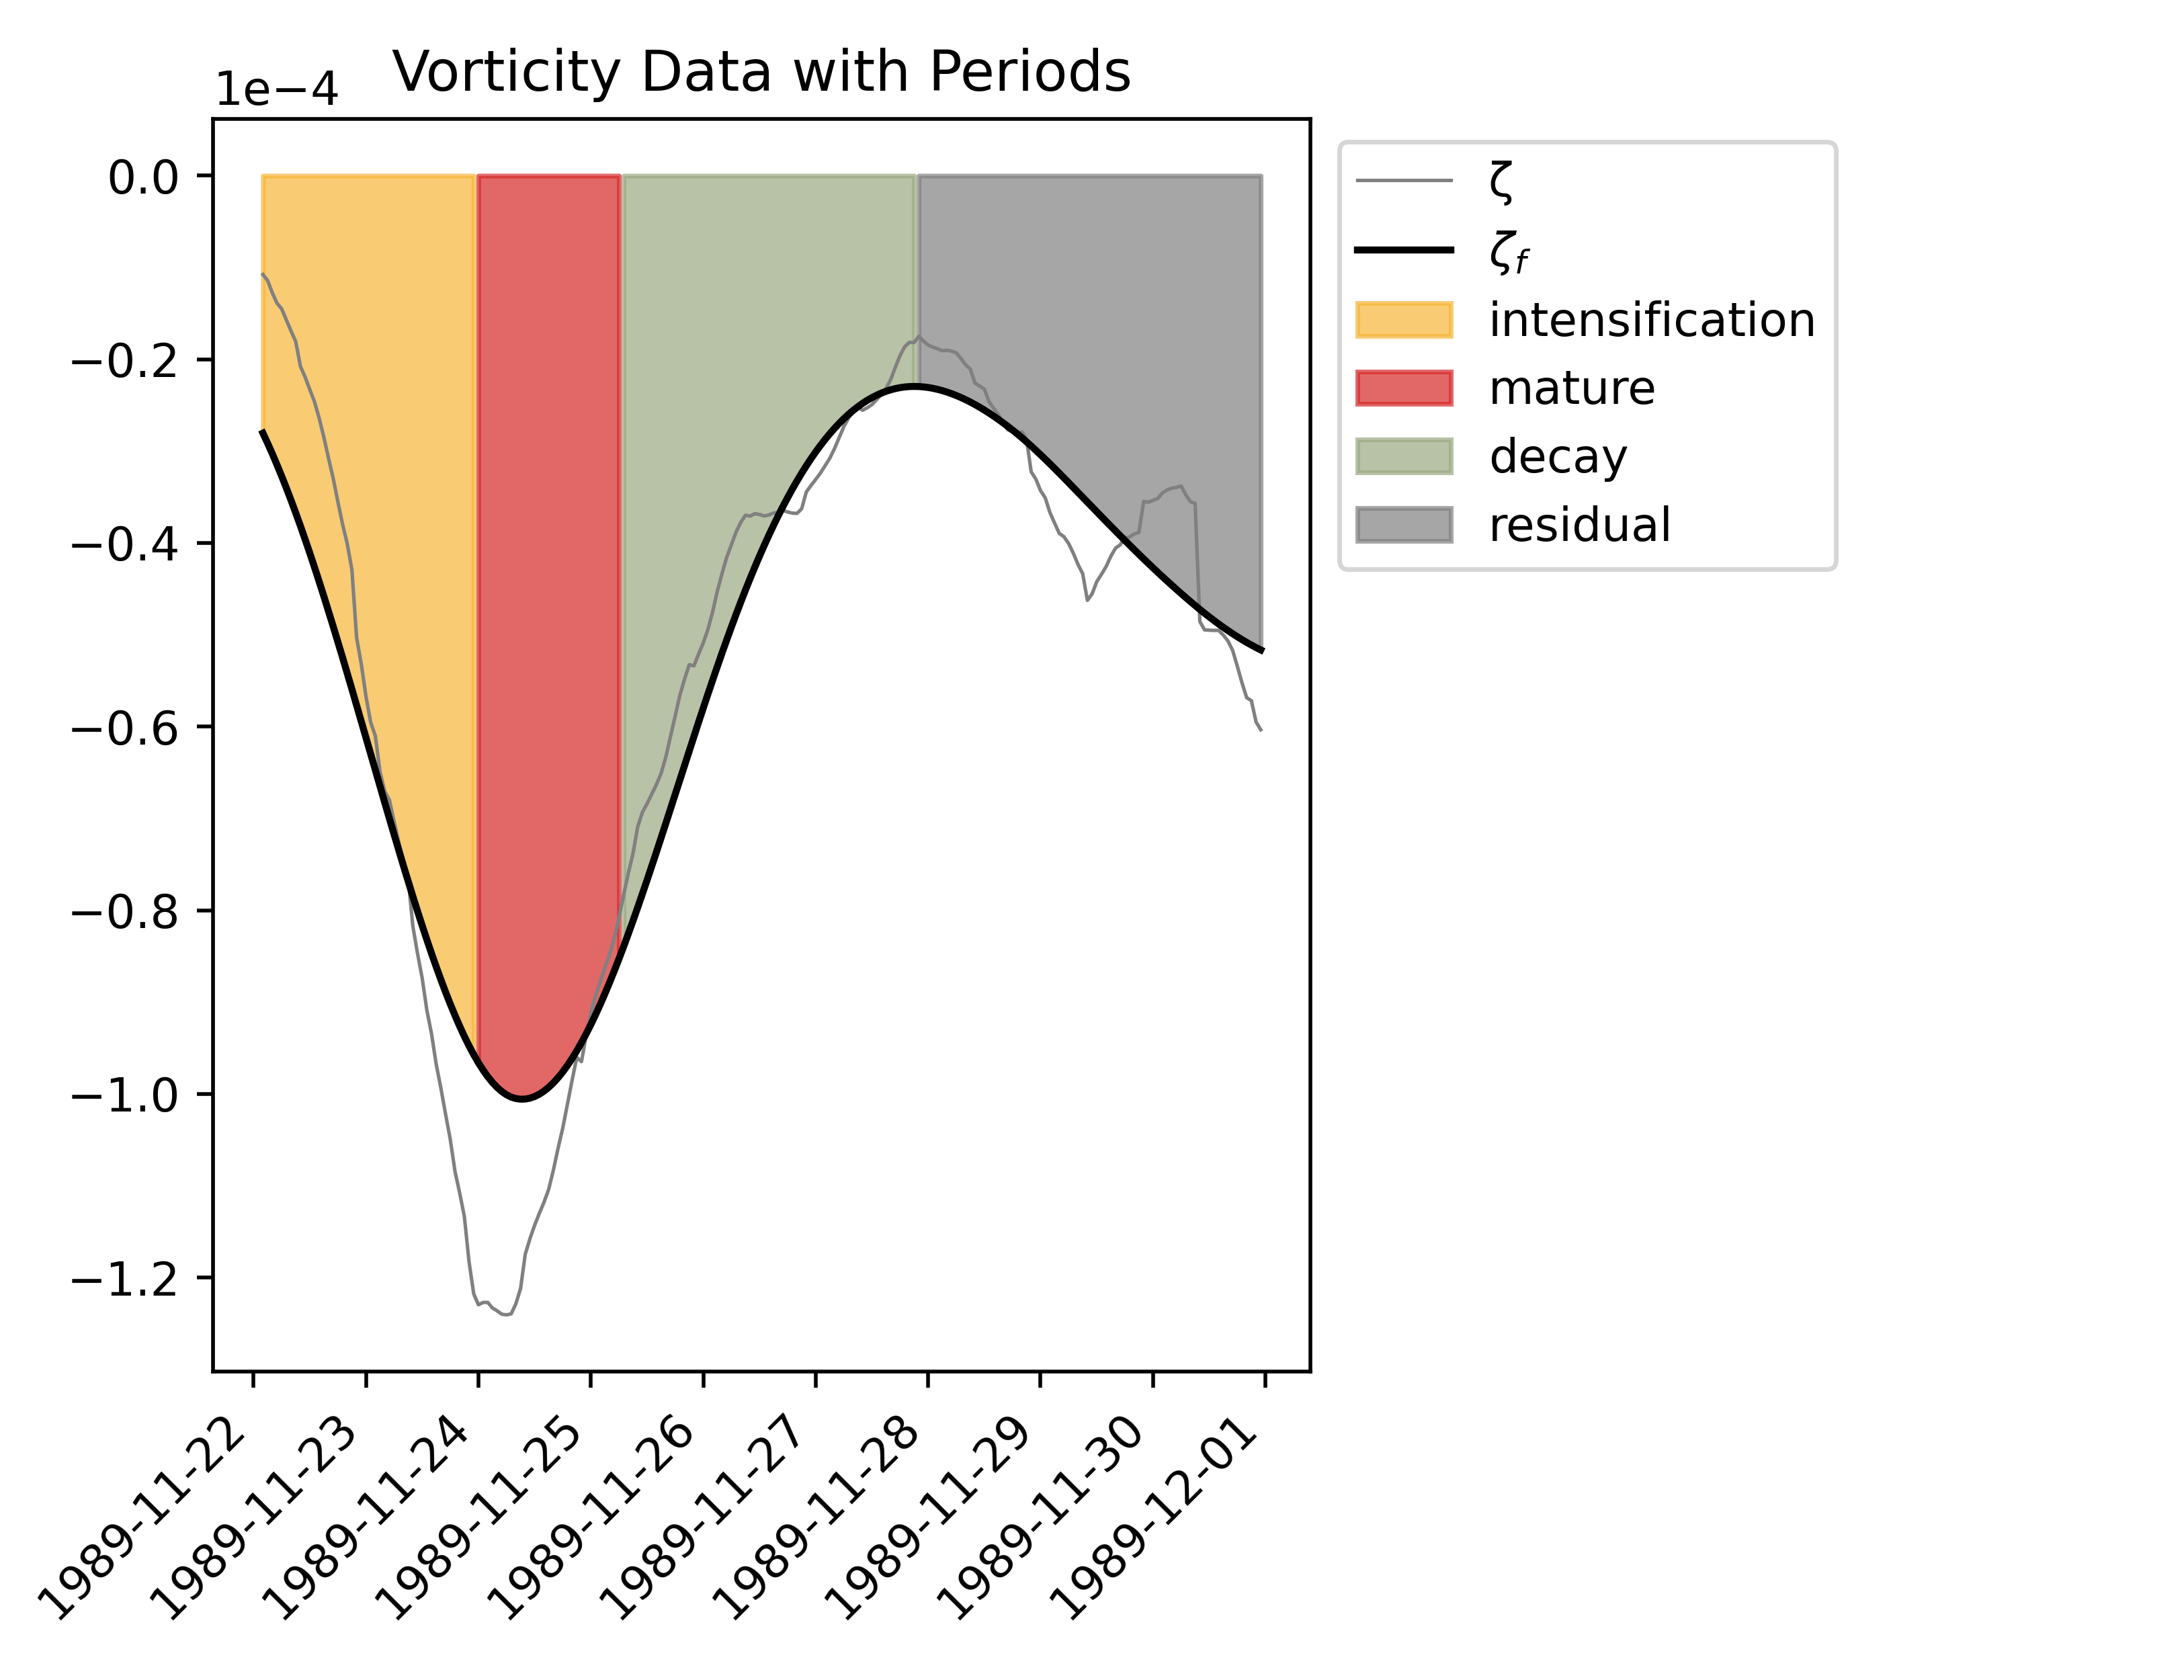 Vorticity Data with Periods
1e−4
0.0
−0.2
−0.4
−0.6
−0.8
−1.0
−1.2
1989-11-22
1989-11-23
1989-11-24
1989-11-25
1989-11-26
1989-11-27
1989-11-28
1989-11-29
1989-11-30
1989-12-01
ζ
ζf
intensification
mature
decay
residual